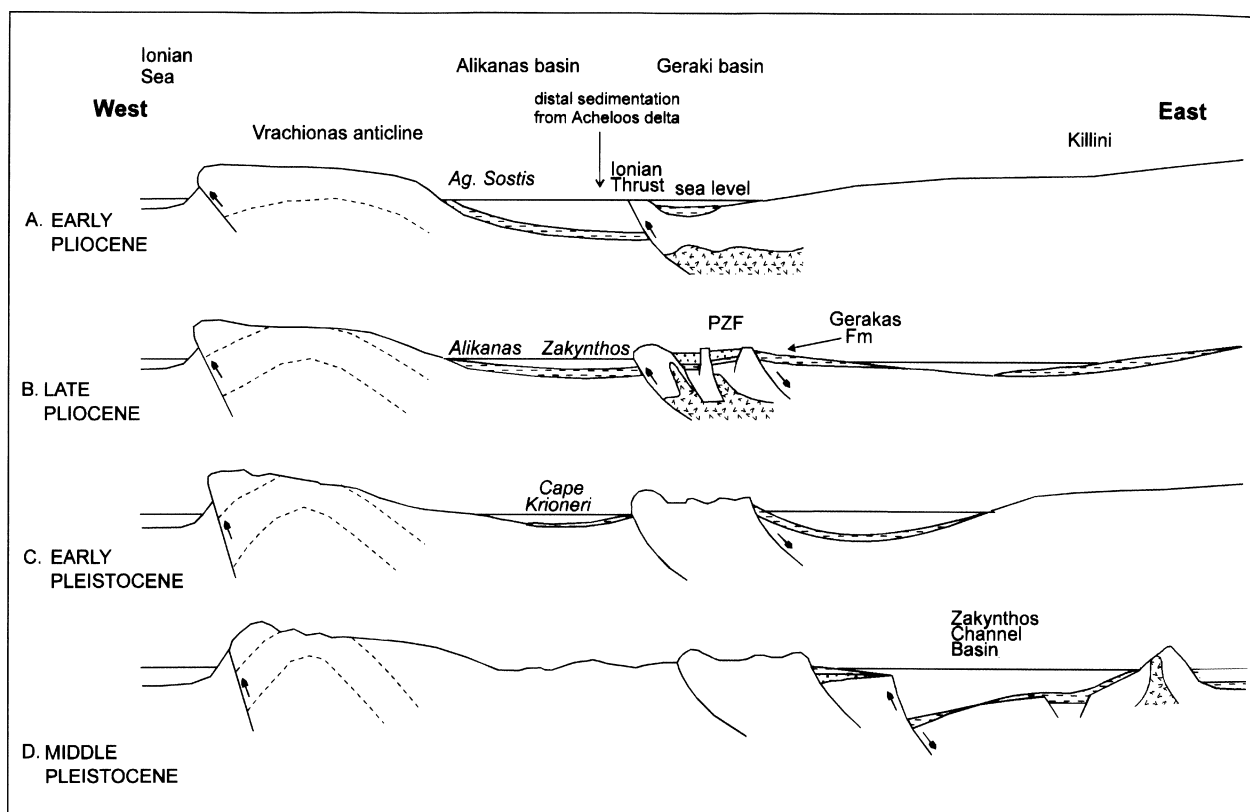 Ionian
Sea
West
Vrachionas anticline
Alikanas basin
Geraki basin
distal sedimentation
from Acheloos delta
East
Killini
Ag. Sostis
Ionian
Thrust
sea level
A. EARLY
PLIOCENE
PZF
Gerakas
Fm
Alikanas
Zakynthos
B. LATE
PLIOCENE
Cape
Krioneri
C. EARLY
PLEISTOCENE
Zakynthos
Channel
Basin
D. MIDDLE
PLEISTOCENE